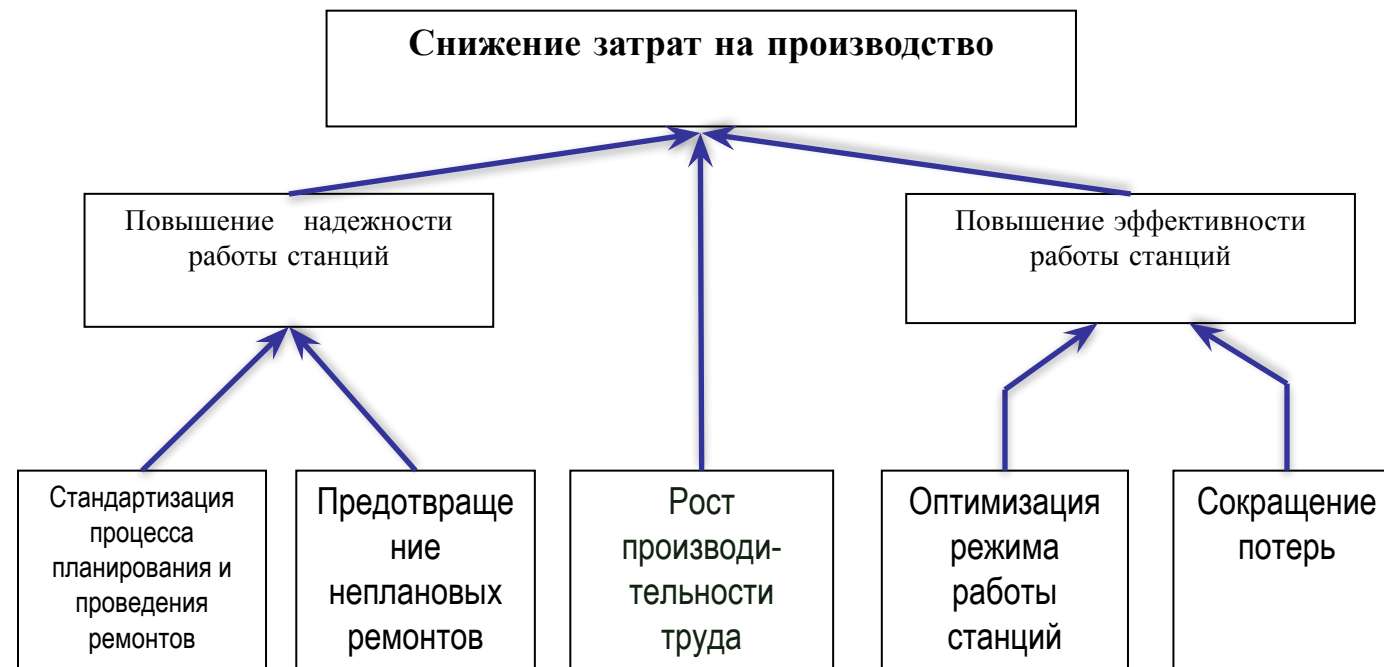 Снижение затрат на производство
Повышение надежности
работы станций
Повышение эффективности
работы станций
Стандартизация
процесса
планирования и
проведения
ремонтов
Предотвраще
ние
неплановых
ремонтов
Рост
производи-
тельности
труда
Оптимизация
режима
работы
станций
Сокращение
потерь